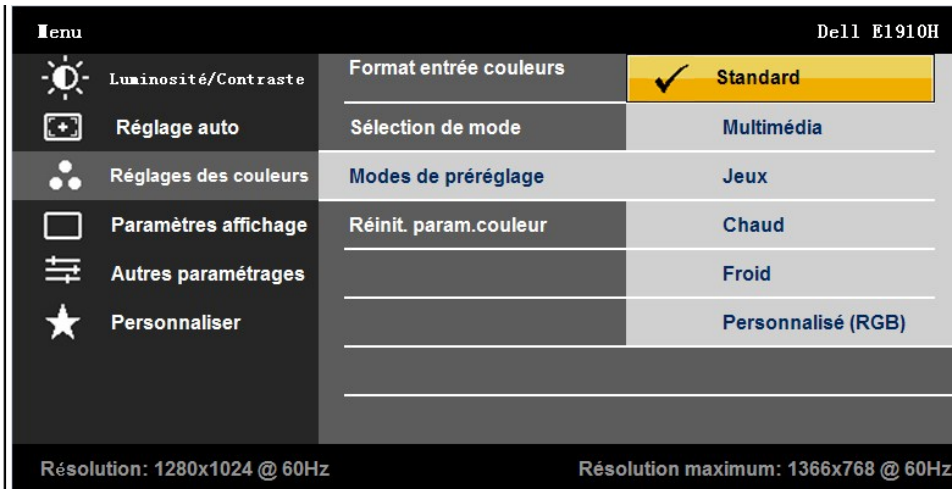 Menu
Dell E1910H
Luminosité/Contraste
Réglage auto
Réglages des couleurs
Paramètres affichage
Autres paramétrages
Personnaliser
Format entrée couleurs
Sélection de mode
Modes de préréglage
Réinit. param.couleur
Standard
Multimédia
Jeux
Chaud
Froid
Personnalisé (RGB)
Résolution: 1280x1024 @ 60Hz
Résolution maximum: 1366x768 @ 60Hz